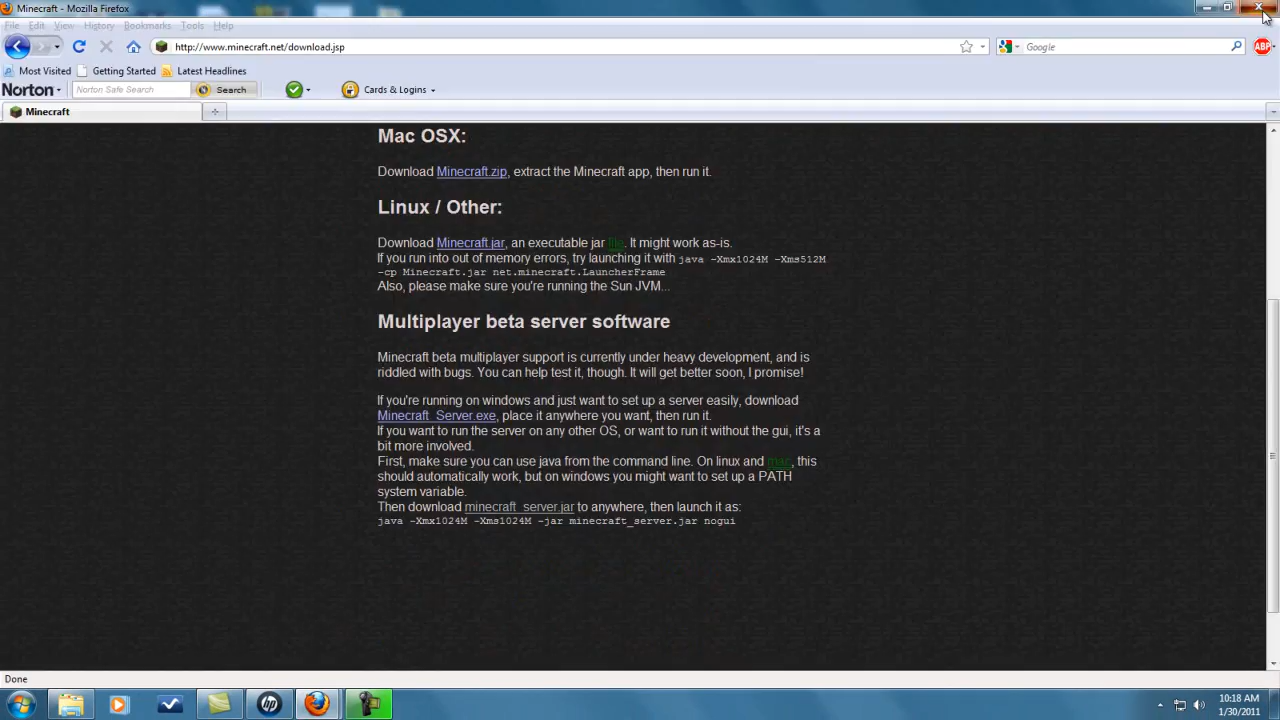 Minecraft - Mozilla Firefox
File Edit View History Bookmarks Tools Help
http://www.minecraft.net/download.jsp
Google
ABP
Most Visited Getting Started Latest Headlines
Norton Norton Safe Search Search Cards & Logins
Minecraft
Mac OSX:
Download Minecraft.zip, extract the Minecraft app, then run it.
Linux / Other:
Download Minecraft.jar, an executable jar file. It might work as-is.
If you run into out of memory errors, try launching it with java -Xmx1024M -Xms512M
-cp Minecraft.jar net.minecraft.LauncherFrame
Also, please make sure you're running the Sun JVM...
Multiplayer beta server software
Minecraft beta multiplayer support is currently under heavy development, and is
riddled with bugs. You can help test it, though. It will get better soon, I promise!
If you're running on windows and just want to set up a server easily, download
Minecraft_Server.exe, place it anywhere you want, then run it.
If you want to run the server on any other OS, or want to run it without the gui, it's a
bit more involved.
First, make sure you can use java from the command line. On linux and mac, this
should automatically work, but on windows you might want to set up a PATH
system variable.
Then download minecraft_server.jar to anywhere, then launch it as:
java -Xmx1024M -Xms1024M -jar minecraft_server.jar nogui
Done
hp
10:18 AM
1/30/2011